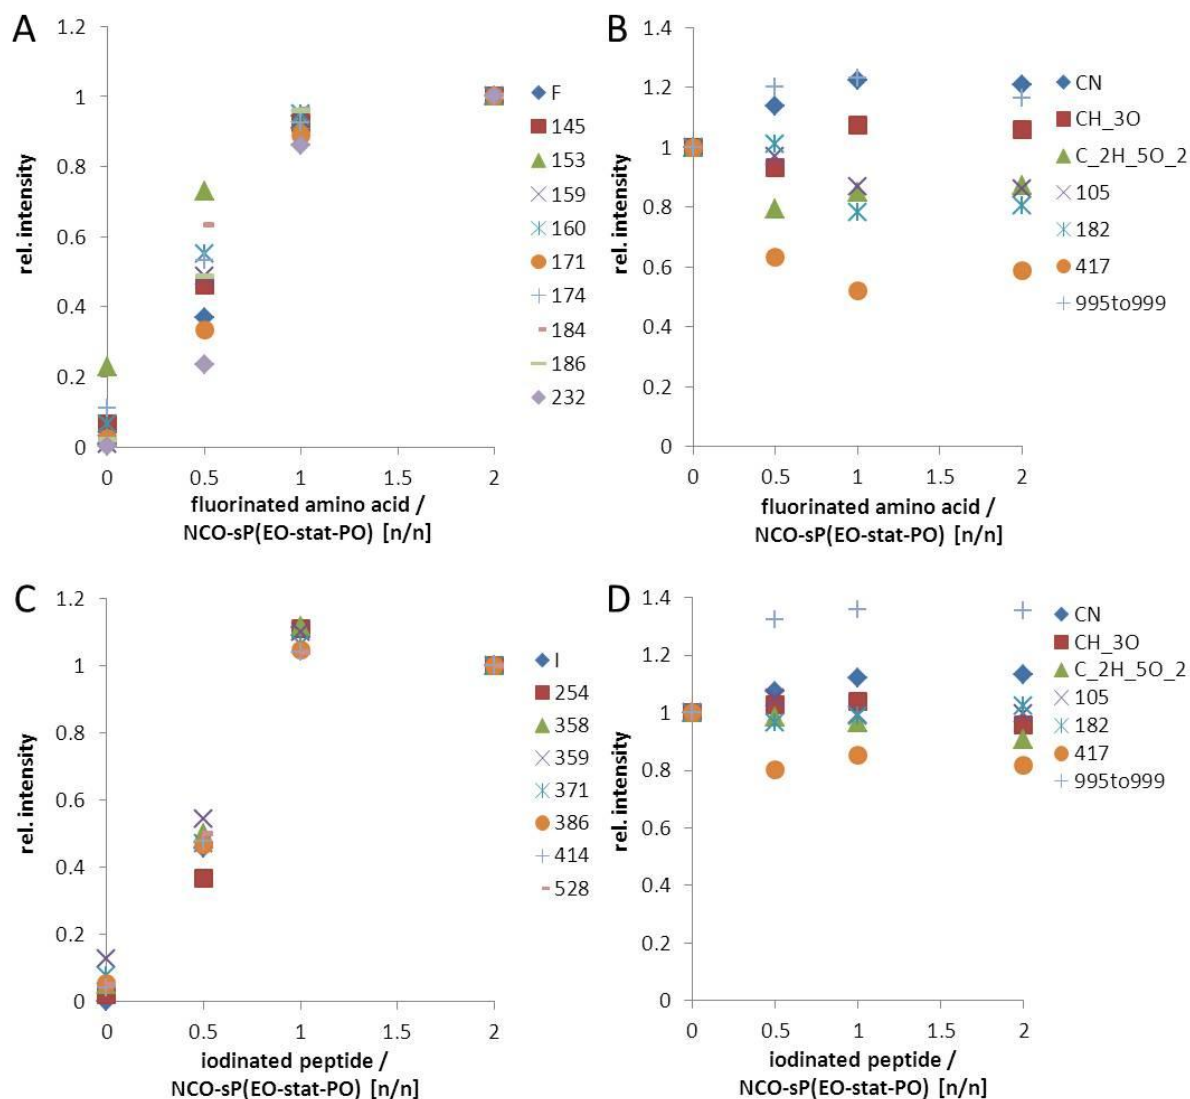 A
rel. intensity
1.2
1
0.8
0.6
0.4
0.2
0
0 0.5 1 1.5 2
fluorinated amino acid /
NCO-sP(EO-stat-PO) [n/n]
F
145
153
159
160
171
174
184
186
232
B
rel. intensity
1.4
1.2
1
0.8
0.6
0.4
0.2
0
0 0.5 1 1.5 2
fluorinated amino acid /
NCO-sP(EO-stat-PO) [n/n]
CN
CH_3O
C_2H_5O_2
105
182
417
995to999
C
rel. intensity
1.2
1
0.8
0.6
0.4
0.2
0
0 0.5 1 1.5 2
iodinated peptide /
NCO-sP(EO-stat-PO) [n/n]
I
254
358
359
371
386
414
528
D
rel. intensity
1.4
1.2
1
0.8
0.6
0.4
0.2
0
0 0.5 1 1.5 2
iodinated peptide /
NCO-sP(EO-stat-PO) [n/n]
CN
CH_3O
C_2H_5O_2
105
182
417
995to999